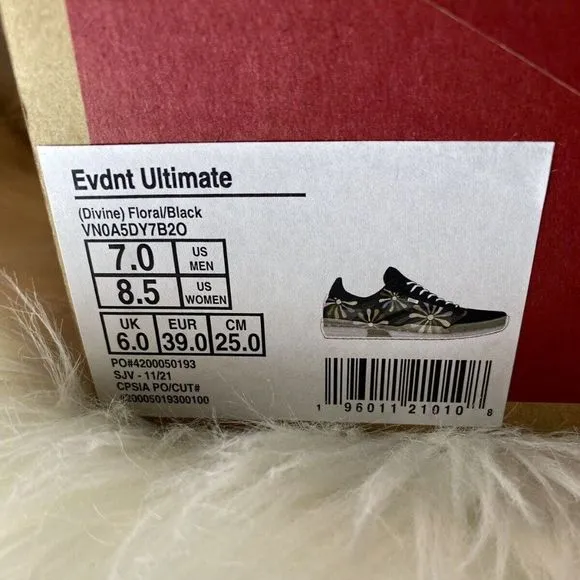 Evdnt Ultimate
(Divine) Floral/Black
VN0A5DY7B2O
7.0 US MEN
8.5 US WOMEN
UK 6.0 EUR 39.0 CM 25.0
PO#4200050193
SJV - 11/21
CPSIA PO/CUT#
#20005019300100
1 96011 21010 8